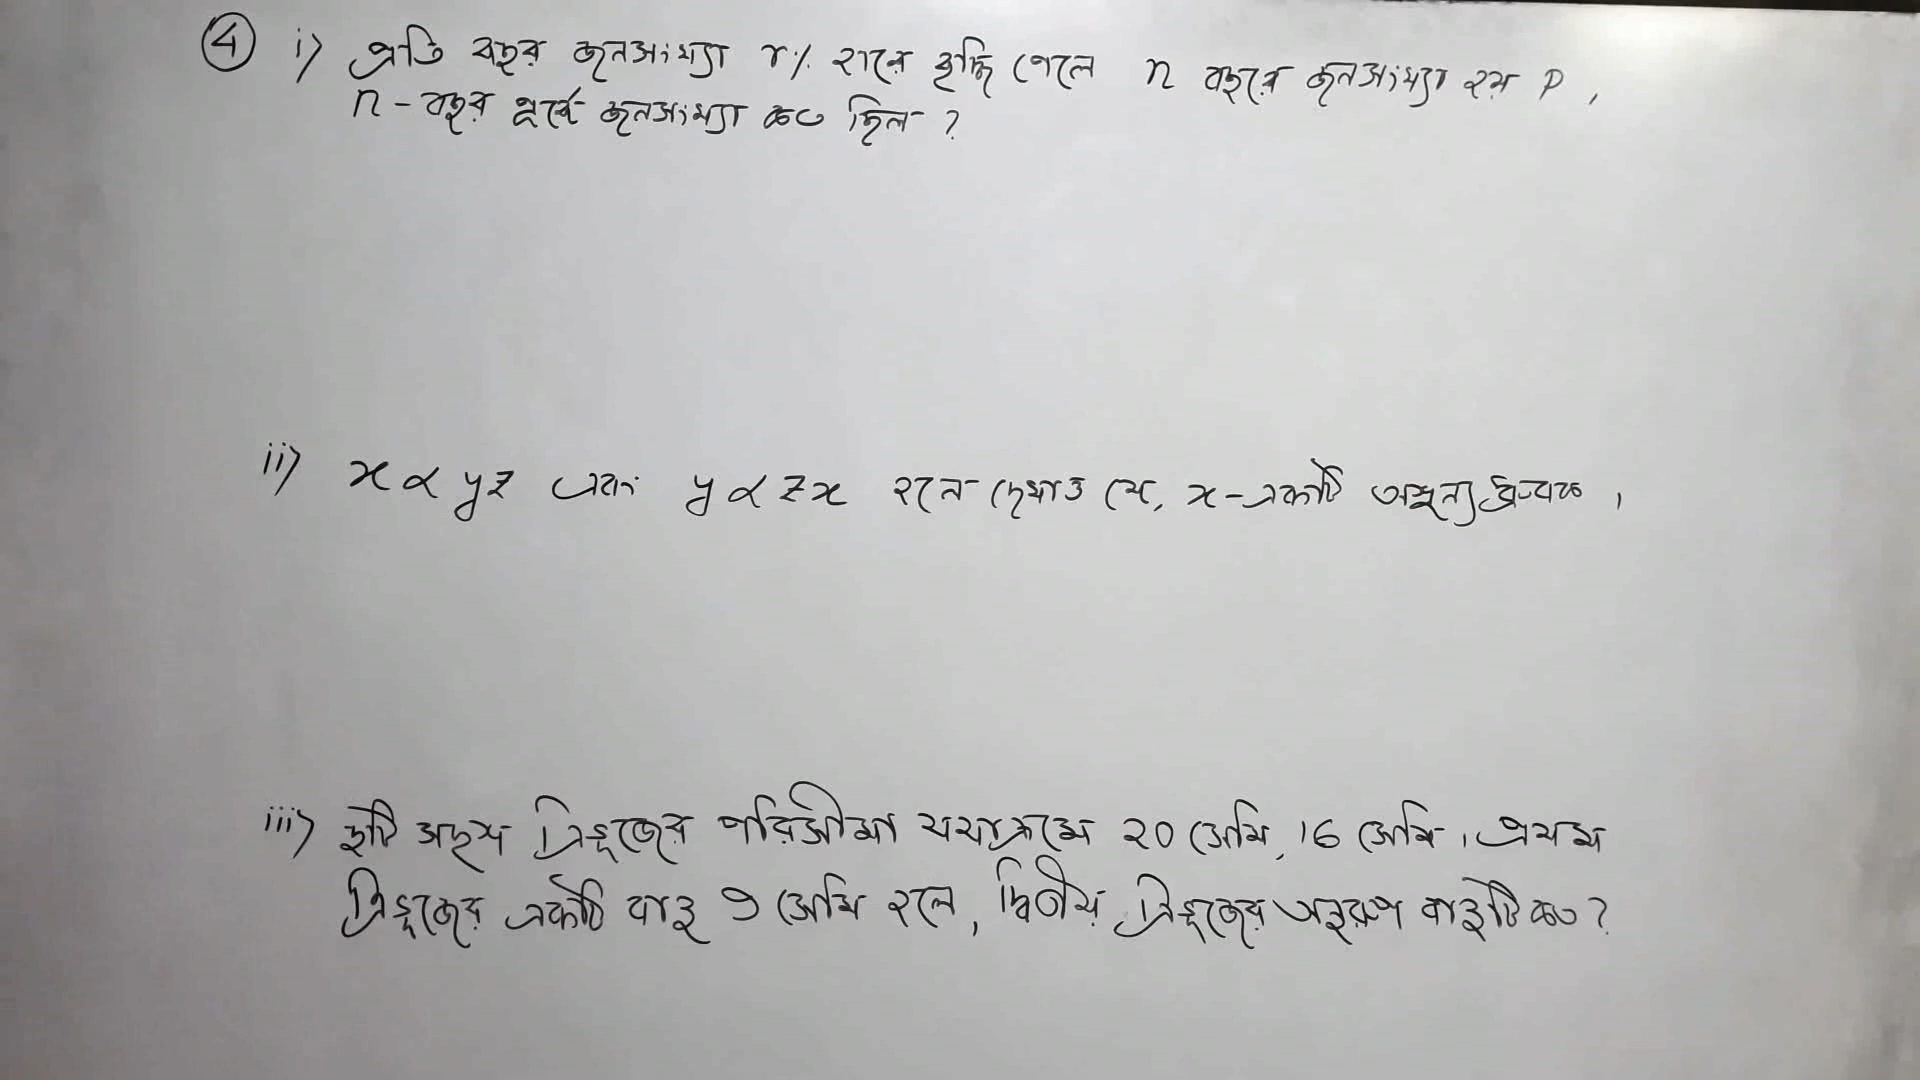 ④ i) প্রতি বছর জনসংখ্যা r% হারে বৃদ্ধি পেলে n বছরে জনসংখ্যা হয় P,
n - বছর পূর্বে জনসংখ্যা কত ছিল ?
ii) x ∝ yz এবং y ∝ zx হলে দেখাও যে, z - একটি অশূন্য ধ্রুবক ।
iii) দুটি সদৃশ ত্রিভুজের পরিসীমা যথাক্রমে 20 সেমি, 16 সেমি । প্রথম
ত্রিভুজের একটি বাহু 9 সেমি হলে, দ্বিতীয় ত্রিভুজের অনুরূপ বাহুটি কত ?